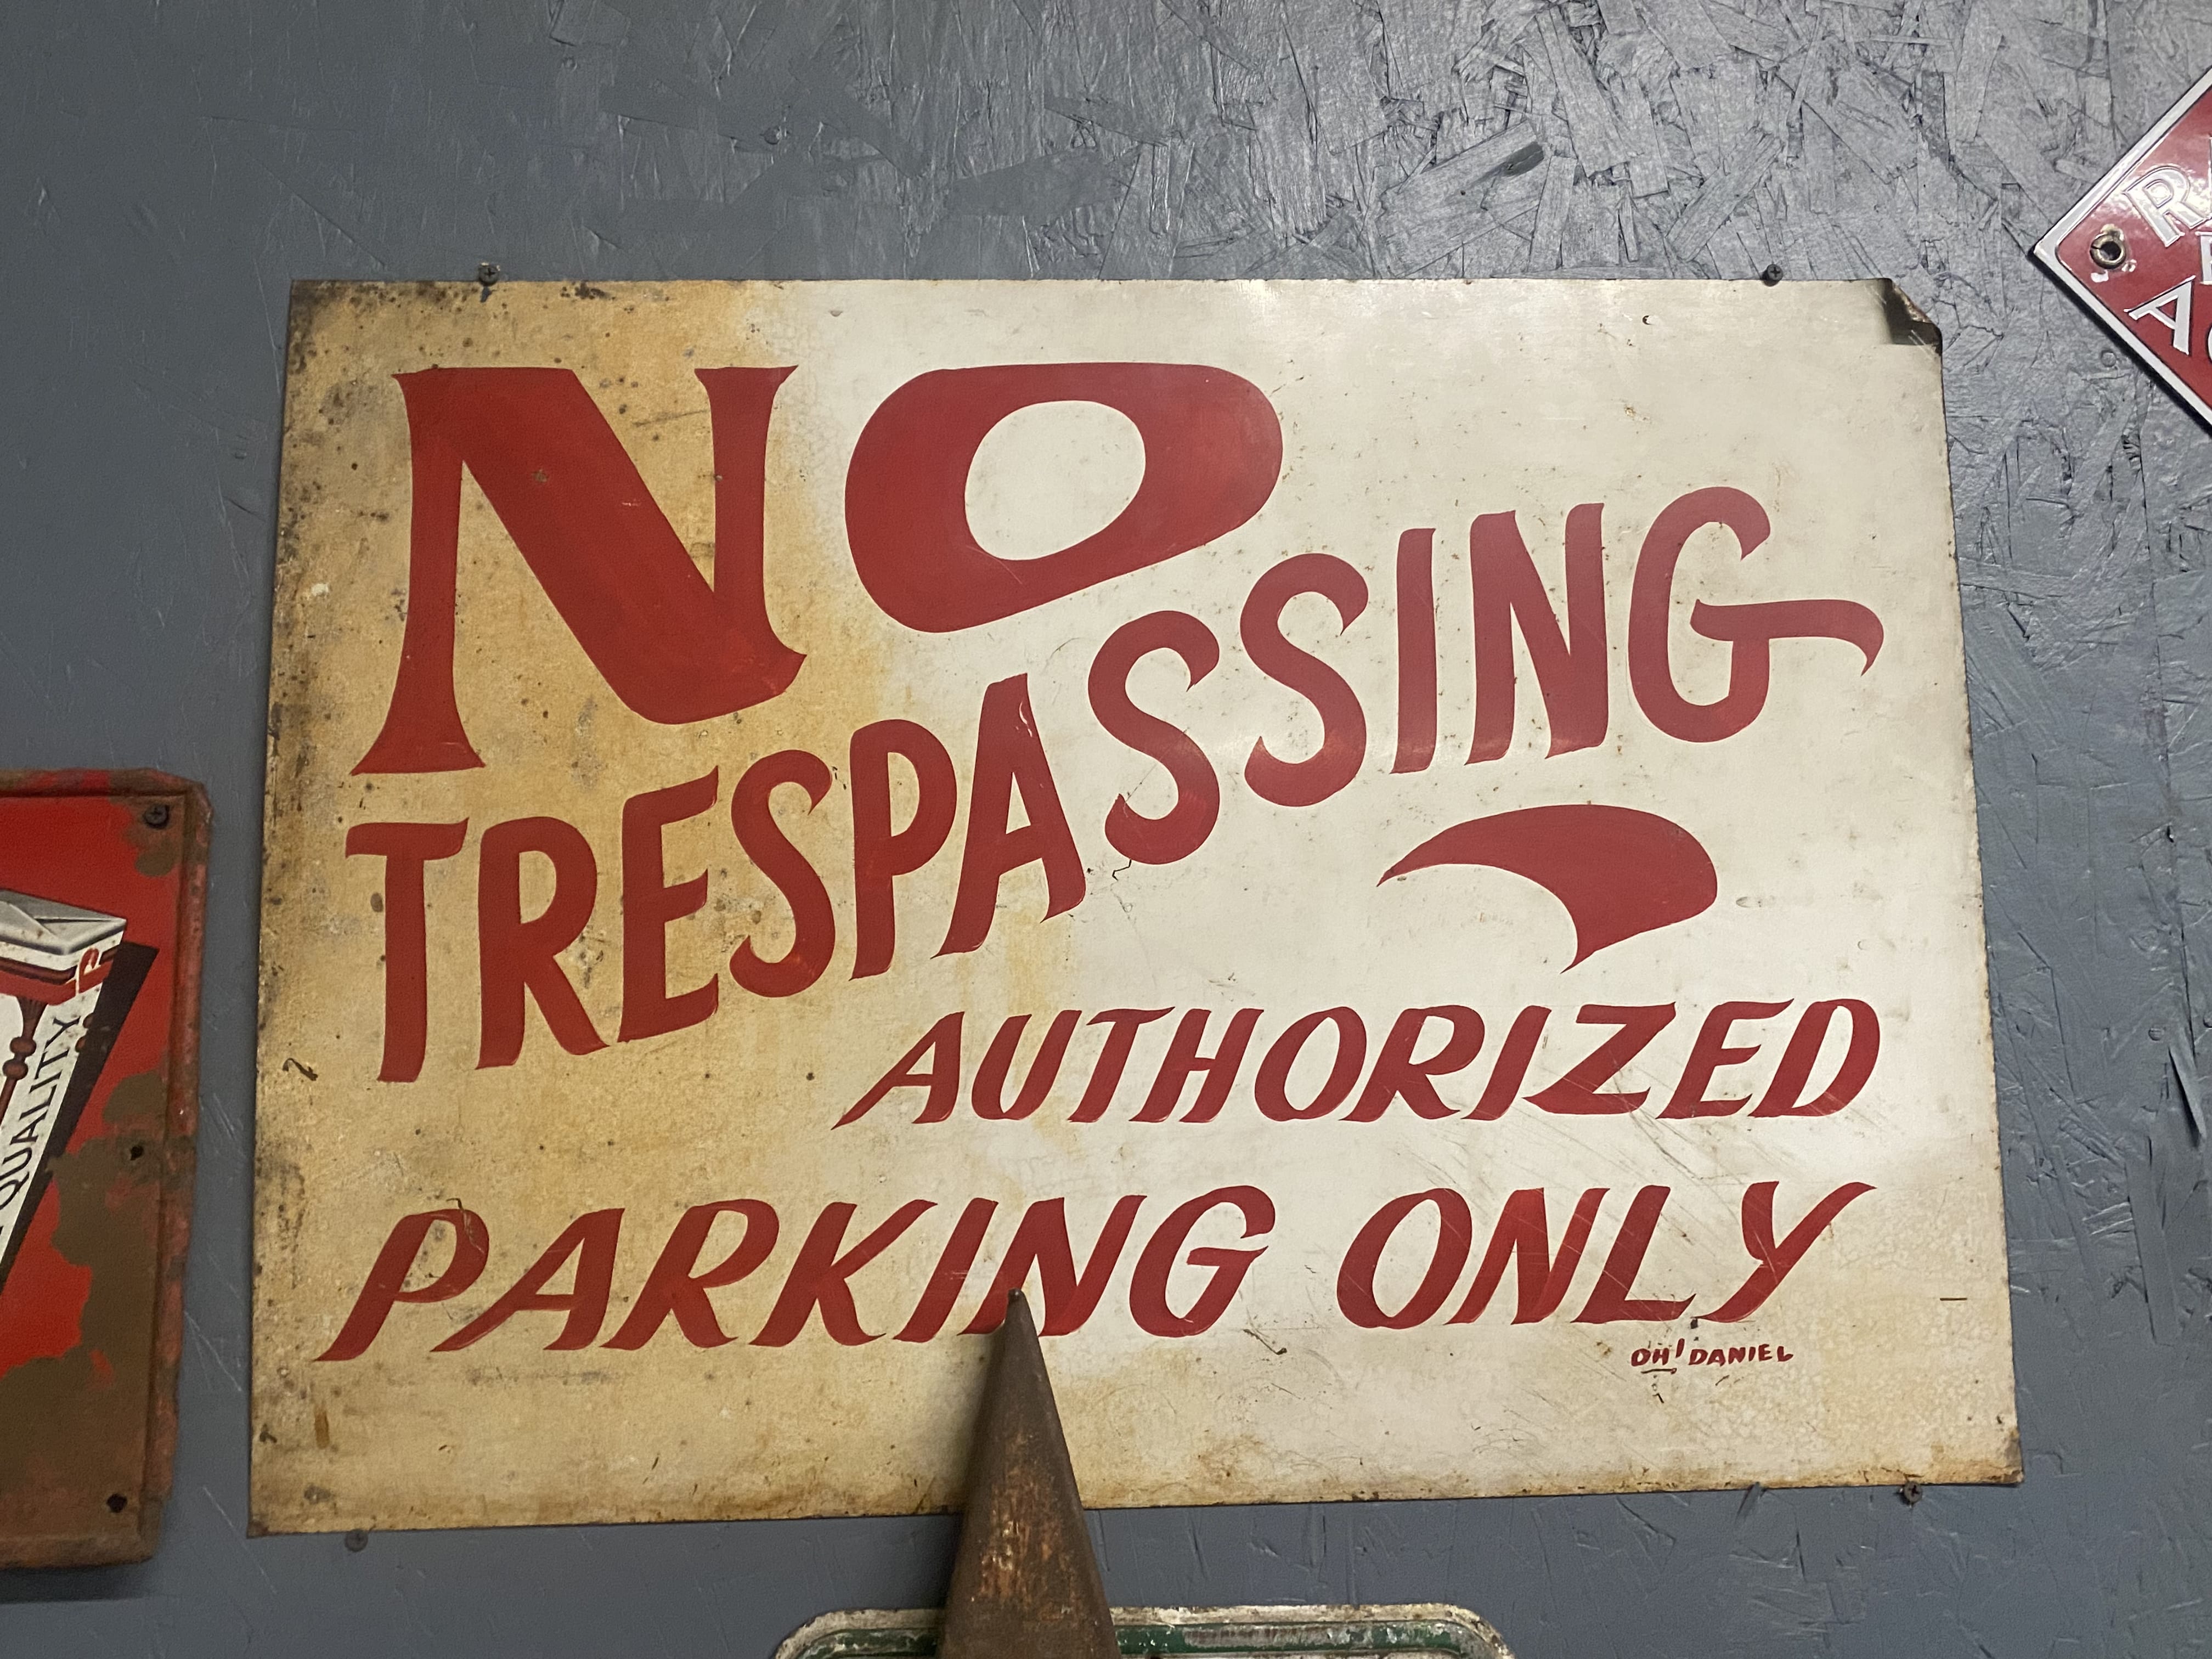 NO
TRESPASSING
AUTHORIZED
PARKING ONLY
OH! DANIEL
QUALITY